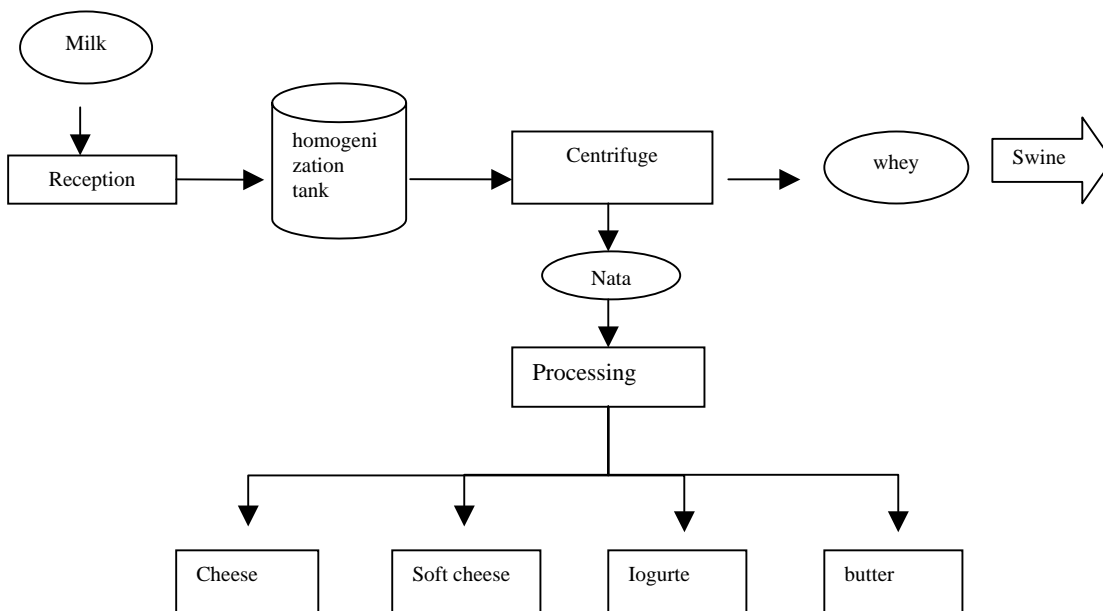 Milk
Reception
homogeni
zation
tank
Centrifuge
whey
Swine
Nata
Processing
Cheese
Soft cheese
Iogurte
butter